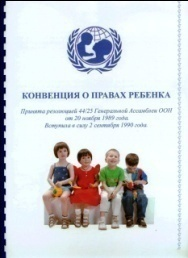 КОНВЕНЦИЯ О ПРАВАХ РЕБЕНКА
Принята резолюцией 44/25 Генеральной Ассамблеи ООН
от 20 ноября 1989 года.
Вступила в силу 2 сентября 1990 года.